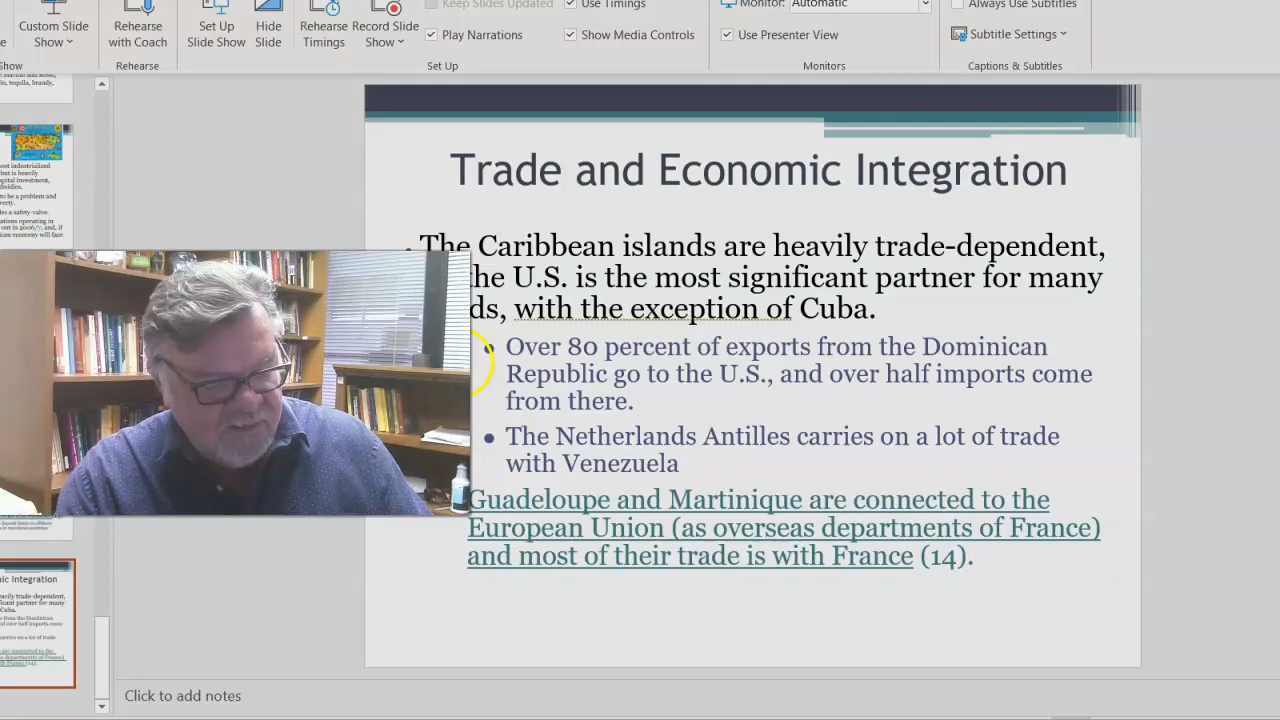 Keep Slides Updated
Use Timings
Monitor:
Automatic
Always Use Subtitles
Custom Slide
Show
Rehearse
with Coach
Set Up
Slide Show
Hide
Slide
Rehearse
Timings
Record Slide
Show
Play Narrations
Show Media Controls
Use Presenter View
Subtitle Settings
Show
Rehearse
Set Up
Monitors
Captions & Subtitles
Trade and Economic Integration
The Caribbean islands are heavily trade-dependent,
the U.S. is the most significant partner for many
ds, with the exception of Cuba.
• Over 80 percent of exports from the Dominican
Republic go to the U.S., and over half imports come
from there.
• The Netherlands Antilles carries on a lot of trade
with Venezuela
Guadeloupe and Martinique are connected to the
European Union (as overseas departments of France)
and most of their trade is with France (14).
Click to add notes